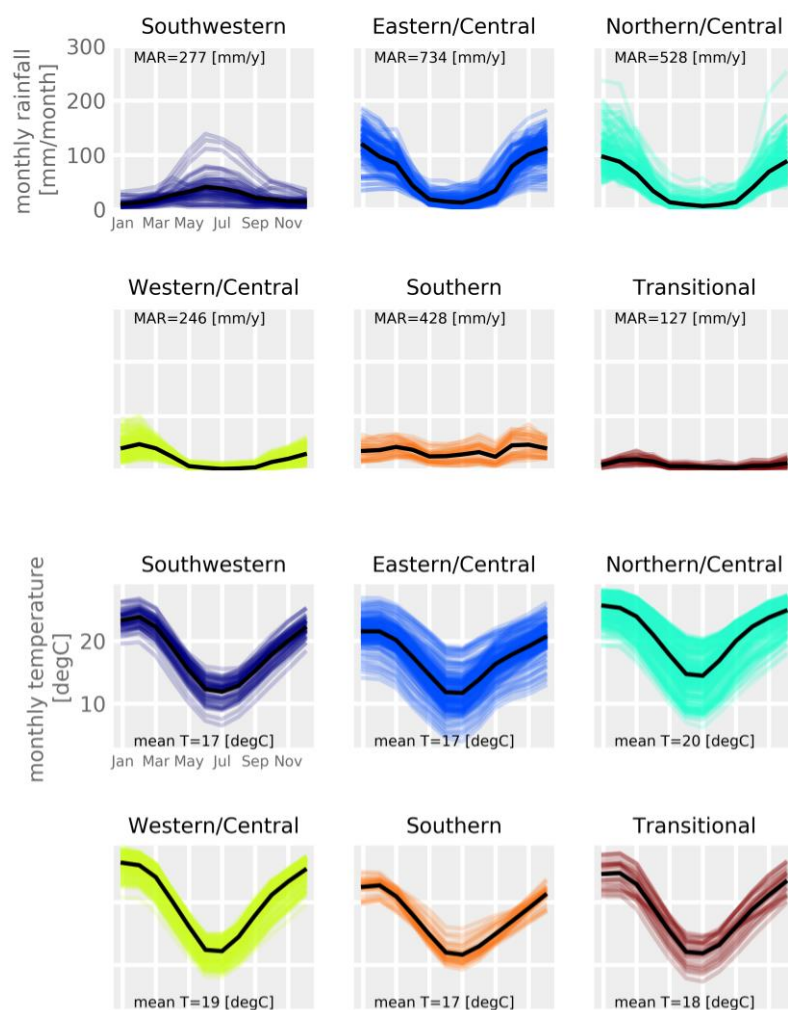 Southwestern
Eastern/Central
Northern/Central
monthly rainfall
[mm/month]
300
200
100
0
MAR=277 [mm/y]
MAR=734 [mm/y]
MAR=528 [mm/y]
Jan Mar May Jul Sep Nov
Western/Central
Southern
Transitional
MAR=246 [mm/y]
MAR=428 [mm/y]
MAR=127 [mm/y]
Southwestern
Eastern/Central
Northern/Central
monthly temperature
[degC]
20
10
mean T=17 [degC]
mean T=17 [degC]
mean T=20 [degC]
Jan Mar May Jul Sep Nov
Western/Central
Southern
Transitional
mean T=19 [degC]
mean T=17 [degC]
mean T=18 [degC]